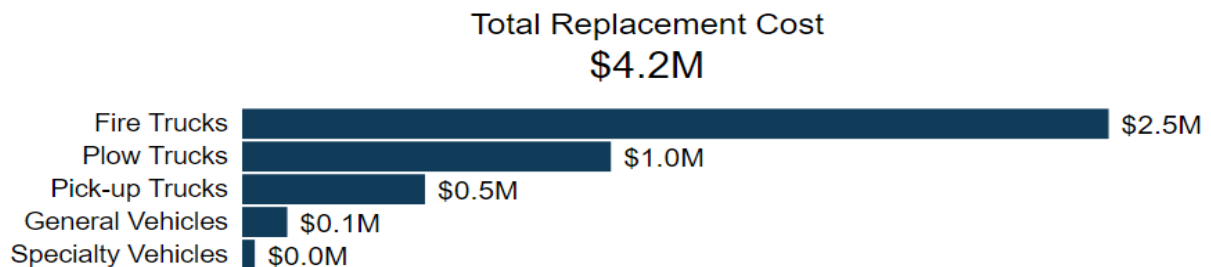 Total Replacement Cost
$4.2M
Fire Trucks $2.5M
Plow Trucks $1.0M
Pick-up Trucks $0.5M
General Vehicles $0.1M
Specialty Vehicles $0.0M